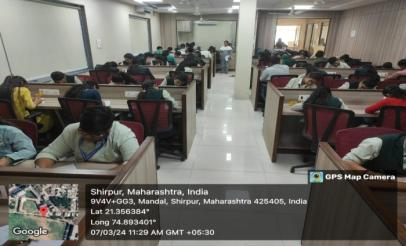 GPS Map Camera
Shirpur, Maharashtra, India
9V4V+GG3, Mandal, Shirpur, Maharashtra 425405, India
Lat 21.356384°
Long 74.893401°
07/03/24 11:29 AM GMT +05:30
Google